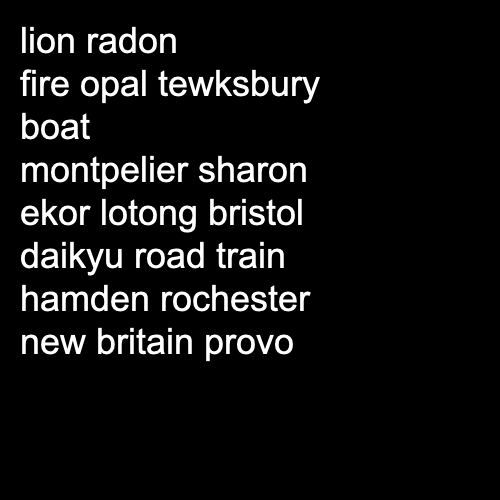 lion radon
fire opal tewksbury
boat
montpelier sharon
ekor lotong bristol
daikyu road train
hamden rochester
new britain provo